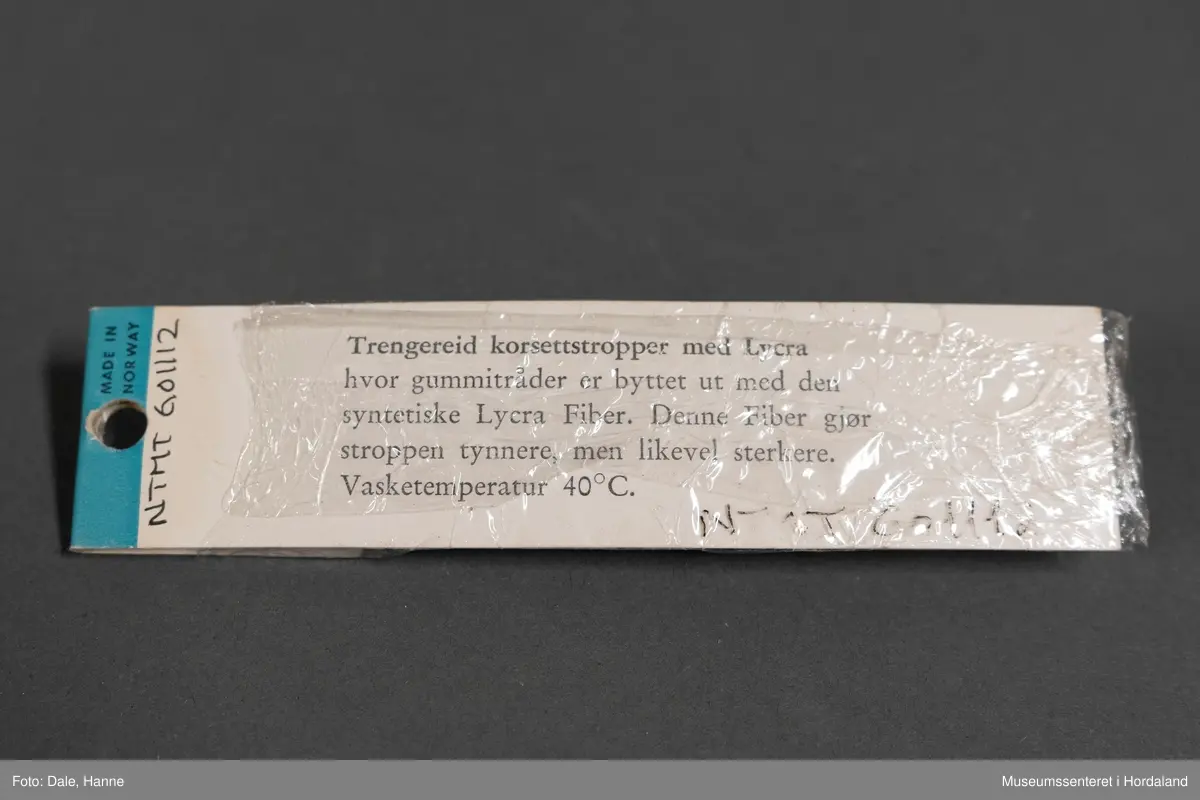 MADE IN
NORWAY
NTMT 601112
Trengereid korsettstropper med Lycra
hvor gummitråder er byttet ut med den
syntetiske Lycra Fiber. Denne Fiber gjør
stroppen tynnere, men likevel sterkere.
Vasketemperatur 40°C.
Foto: Dale, Hanne
Museumssenteret i Hordaland